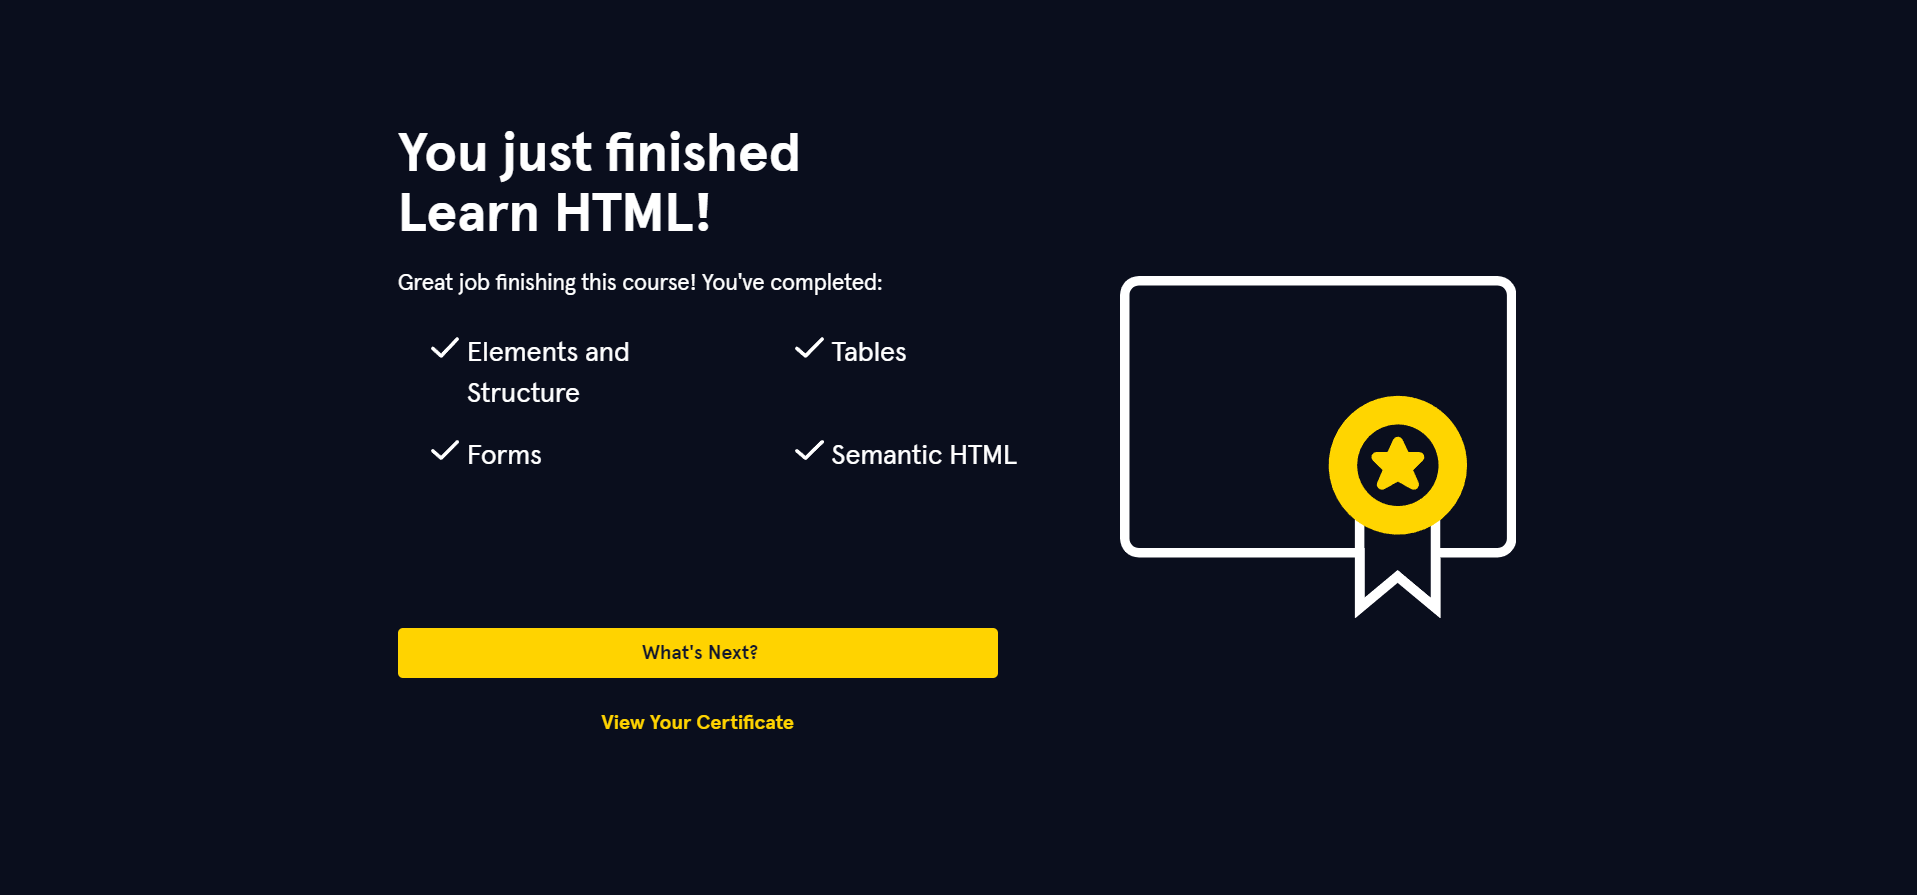 You just finished
Learn HTML!
Great job finishing this course! You've completed:
Elements and
Structure
Tables
Forms
Semantic HTML
What's Next?
View Your Certificate